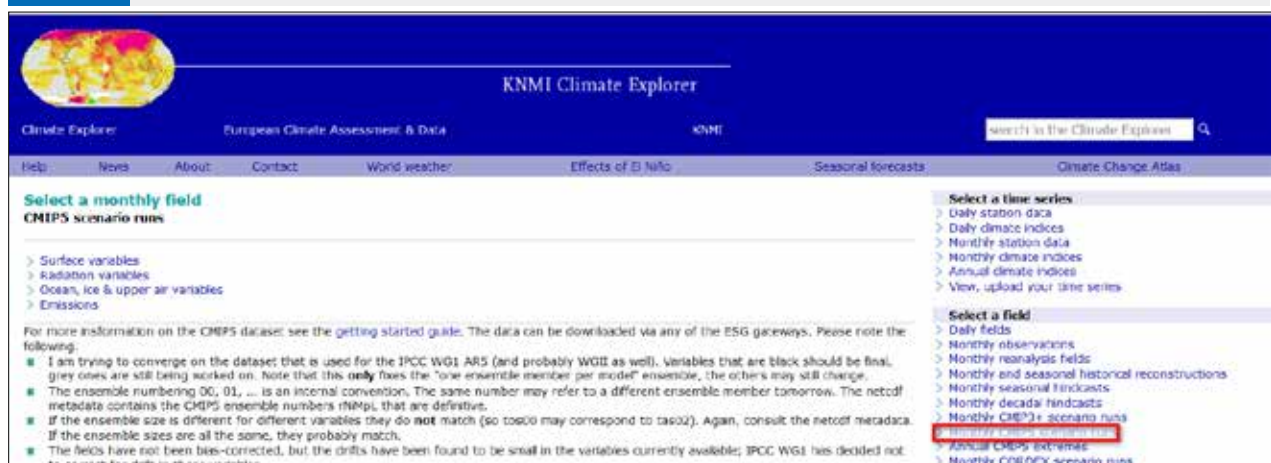 KNMI Climate Explorer
Climate Explorer European Climate Assessment & Data KNMI search in the Climate Explorer
Help News About Contact World weather Effects of El Niño Seasonal forecasts Climate Change Atlas
Select a monthly field
CMIP5 scenario runs
> Surface variables
> Radiation variables
> Ocean, ice & upper air variables
> Emissions
For more information on the CMIP5 dataset see the getting started guide. The data can be downloaded via any of the ESG gateways. Please note the
following.
I am trying to converge on the dataset that is used for the IPCC WG1 AR5 (and probably WGII as well). Variables that are black should be final,
grey ones are still being worked on. Note that this only fixes the "one ensemble member per model" ensemble, the others may still change.
The ensemble numbering 00, 01, ... is an internal convention. The same number may refer to a different ensemble member tomorrow. The netcdf
metadata contains the CMIP5 ensemble numbers rNiMpL that are definitive.
If the ensemble size is different for different variables they do not match (so tos00 may correspond to tas02). Again, consult the netcdf metadata.
If the ensemble sizes are all the same, they probably match.
The fields have not been bias-corrected, but the drifts have been found to be small in the variables currently available; IPCC WG1 has decided not
to correct for drift in these variables.
Select a time series
> Daily station data
> Daily climate indices
> Monthly station data
> Monthly climate indices
> Annual climate indices
> View, upload your time series
Select a field
> Daily fields
> Monthly observations
> Monthly reanalysis fields
> Monthly and seasonal historical reconstructions
> Monthly seasonal hindcasts
> Monthly decadal hindcasts
> Monthly CMIP3+ scenario runs
> Monthly CMIP5 scenario runs
> Annual CMIP5 extremes
> Monthly CORDEX scenario runs